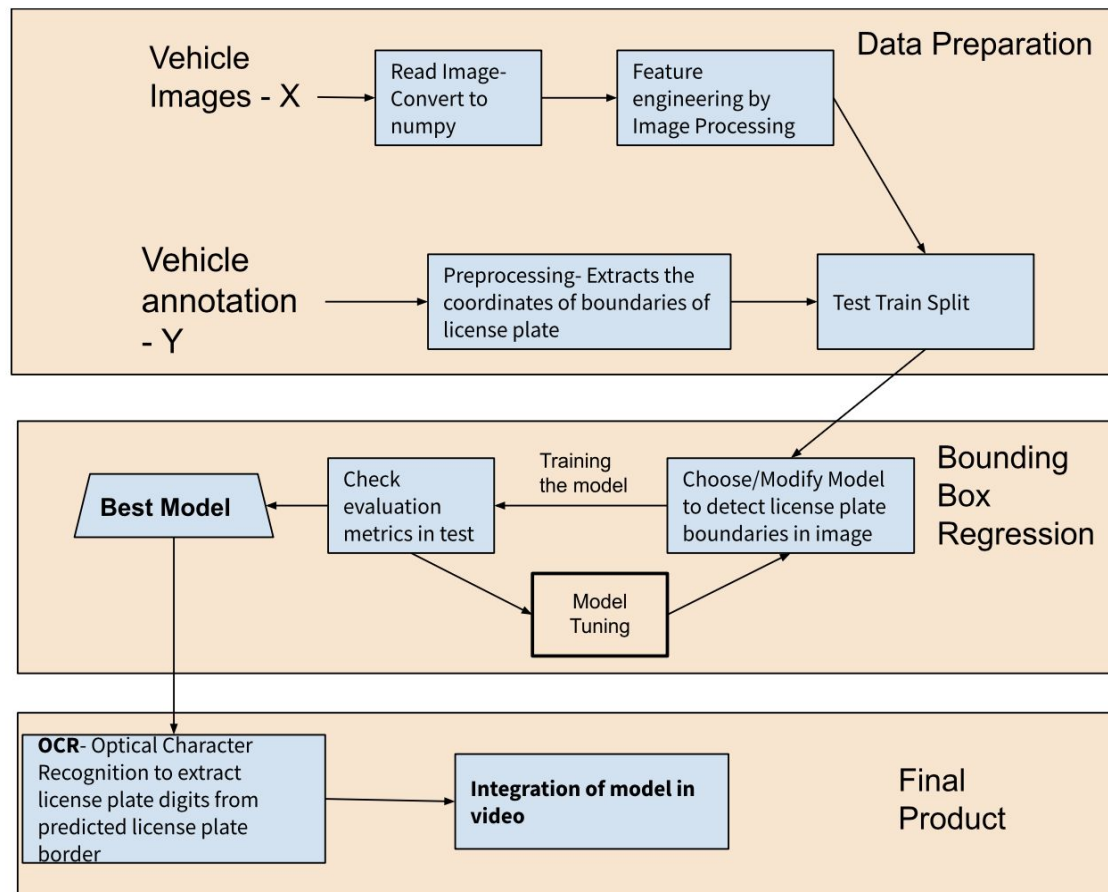 Data Preparation
Vehicle
Images - X
Read Image-
Convert to
numpy
Feature
engineering by
Image Processing
Vehicle
annotation
- Y
Preprocessing- Extracts the
coordinates of boundaries of
license plate
Test Train Split
Bounding
Box
Regression
Best Model
Check
evaluation
metrics in test
Training
the model
Choose/Modify Model
to detect license plate
boundaries in image
Model
Tuning
OCR- Optical Character
Recognition to extract
license plate digits from
predicted license plate
border
Integration of model in
video
Final
Product